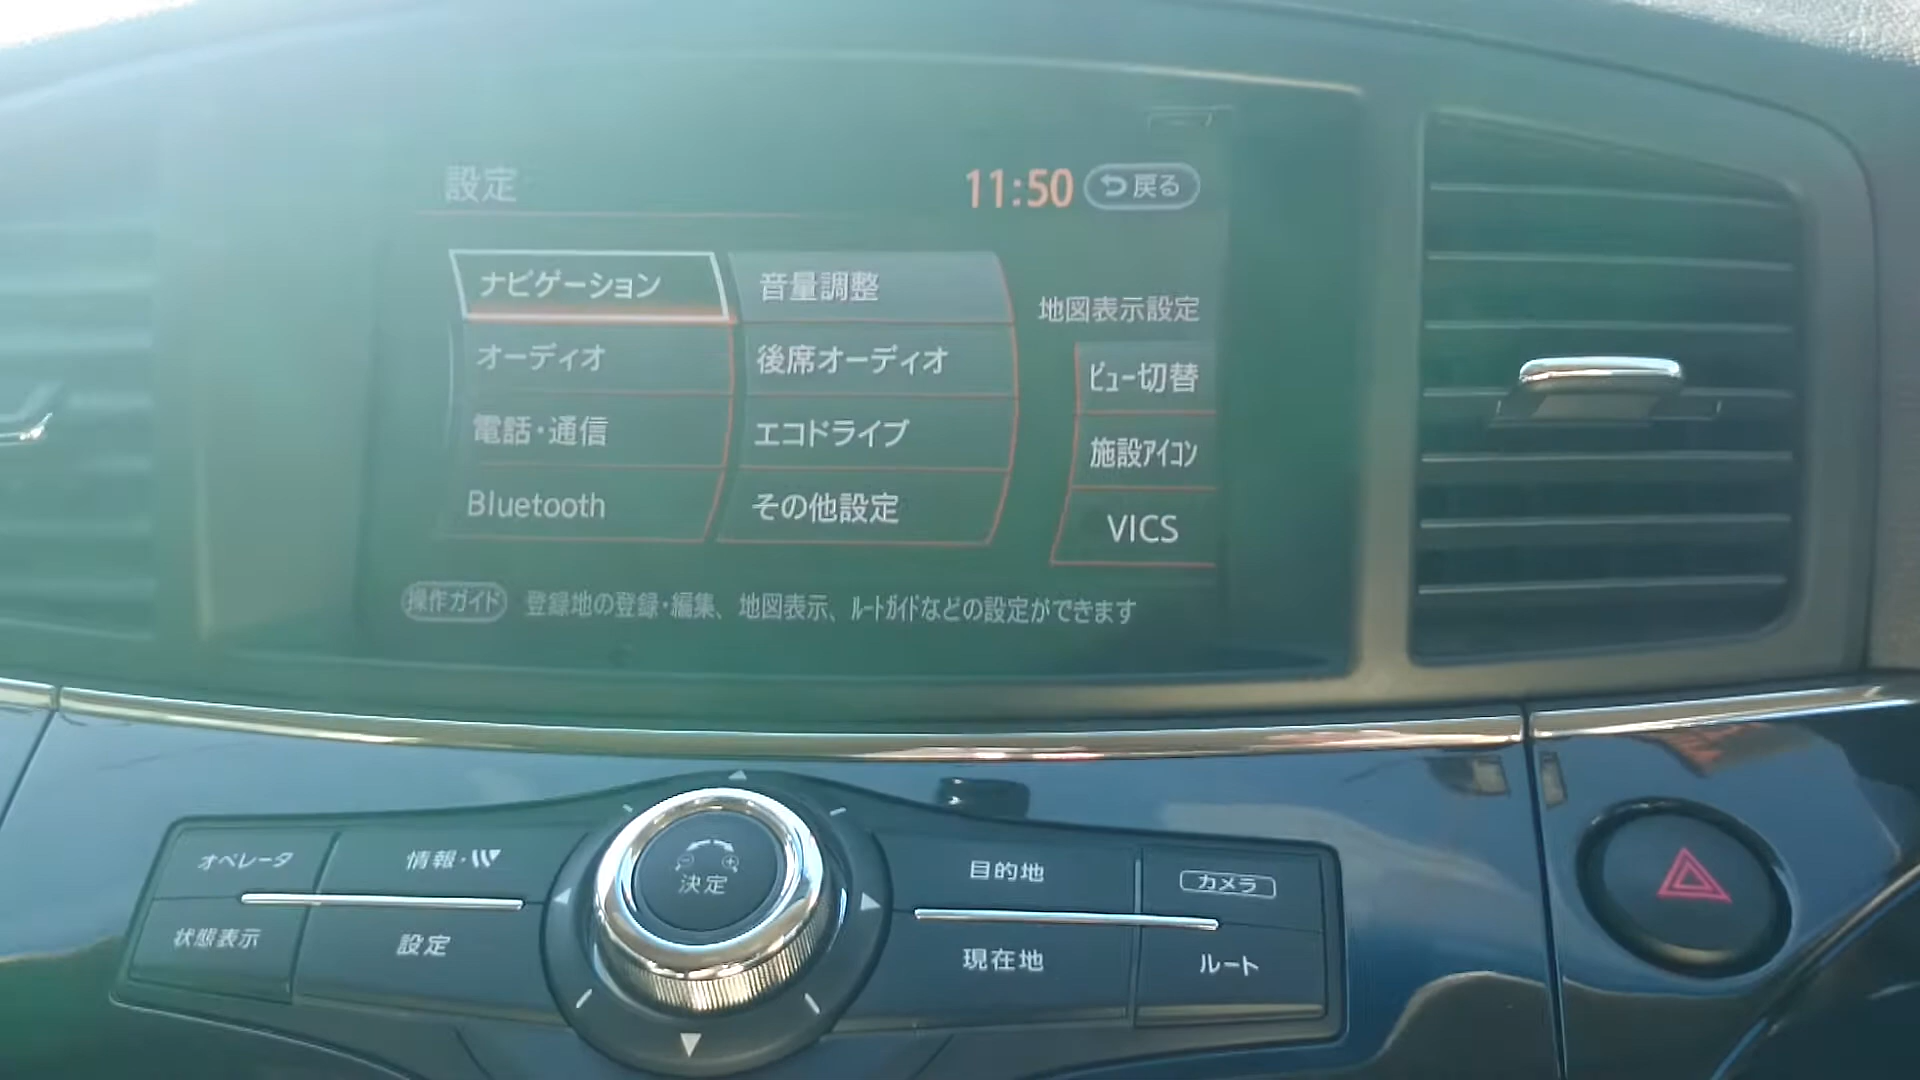 設定
11:50 戻る
ナビゲーション
音量調整
オーディオ
後席オーディオ
電話・通信
エコドライブ
Bluetooth
その他設定
地図表示設定
ﾋﾞｭｰ切替
施設ｱｲｺﾝ
VICS
操作ガイド 登録地の登録・編集、地図表示、ﾙｰﾄｶﾞｲﾄﾞなどの設定ができます
オペレータ
情報・
状態表示
設定
決定
目的地
カメラ
現在地
ルート